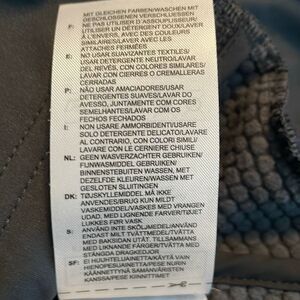 MIT GLEICHEN FARBEN/WASCHEN MIT
GESCHLOSSENEN VERSCHLUESSEN
F: NE PAS UTILISER D'ASSOUPLISSEUR/
UTILISER UN DETERGENT DOUX/LAVER
A L'ENVERS, AVEC DES COULEURS
SIMILAIRES/LAVER AVEC LES
ATTACHES FERMÉES
E: NO USAR SUAVIZANTES TEXTILES/
USAR DETERGENTE NEUTRO/LAVAR
DEL REVÉS, CON COLORES SIMILARES/
LAVAR CON CIERRES O CREMALLERAS
CERRADAS
P: NÃO USAR AMACIADORES/USAR
DETERGENTES SUAVES/LAVAR DO
AVESSO, JUNTAMENTE COM CORES
SEMELHANTES/LAVAR COM OS
FECHOS FECHADOS
I: NON USARE AMMORBIDENTI/USARE
SOLO DETERGENTE DELICATO/LAVARE
AL CONTRARIO, CON COLORI SIMILI/
LAVARE CON LE CERNIERE CHIUSE
NL: GEEN WASVERZACHTER GEBRUIKEN/
FIJNWASMIDDEL GEBRUIKEN/
BINNENSTEBUITEN WASSEN, MET
DEZELFDE KLEUREN/WASSEN MET
GESLOTEN SLUITINGEN
DK: TØJSKYLLEMIDDEL MÅ IKKE
ANVENDES/BRUG KUN MILDT
VASKEMIDDEL/VASKES MED VRANGEN
UDAD, MED LIGNENDE FARVER/TØJET
LUKKES FØR VASK
S: ANVÄND INTE SKÖLJMEDEL/ANVÄND
ENDAST MILT TVÄTTMEDEL/TVÄTTA
MED BAKSIDAN UT, TILLSAMMANS
MED LIKNANDE FÄRGER/TVÄTTA MED
STÄNGDA DRAGKEDJOR
SF: EI HUUHTELUAINETTA/KÄYTÄ VAIN
HIENOPESUAINETTA/PESE NURIN
KÄÄNNETTYNÄ SAMANVÄRISTEN
KANSSA/PESE KIINNITETTYINÄ